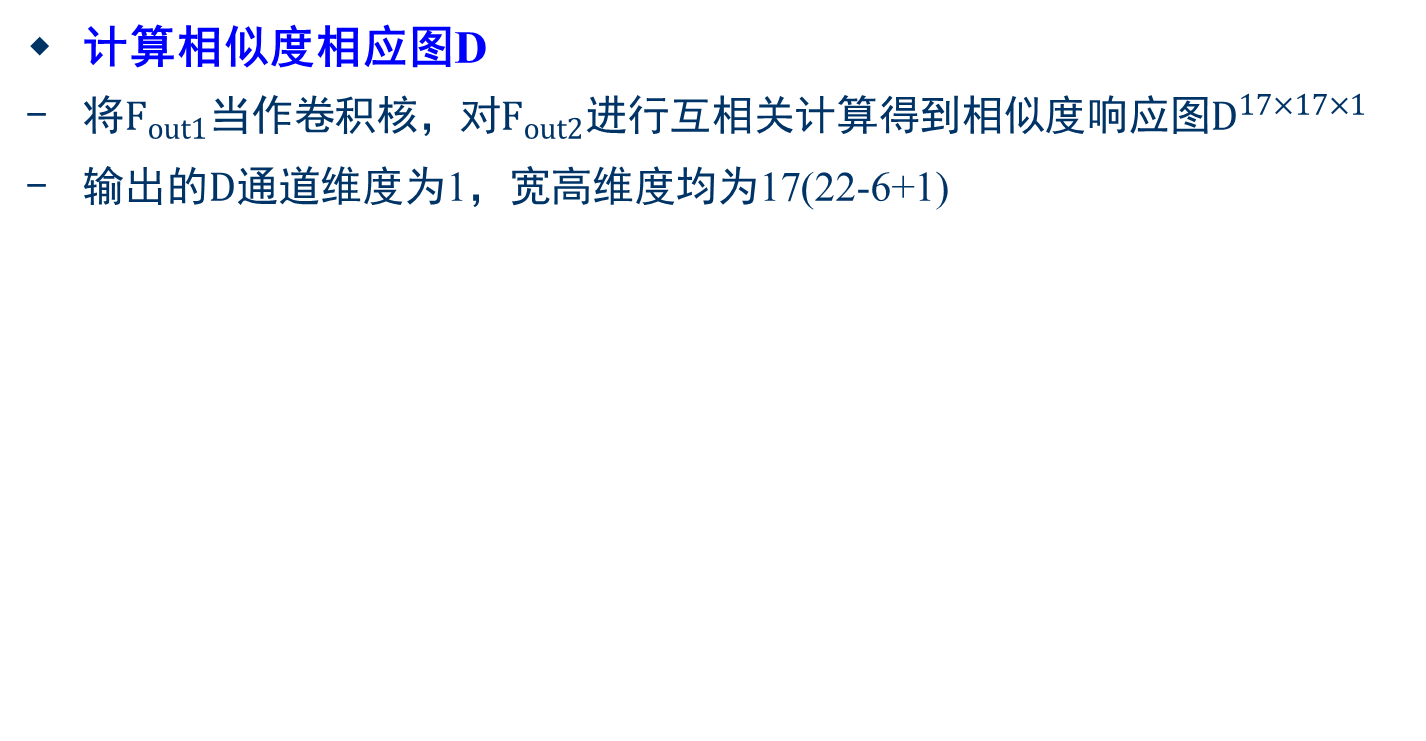 ◆ 计算相似度相应图D
− 将F_out1当作卷积核，对F_out2进行互相关计算得到相似度响应图D^17×17×1
− 输出的D通道维度为1，宽高维度均为17(22-6+1)